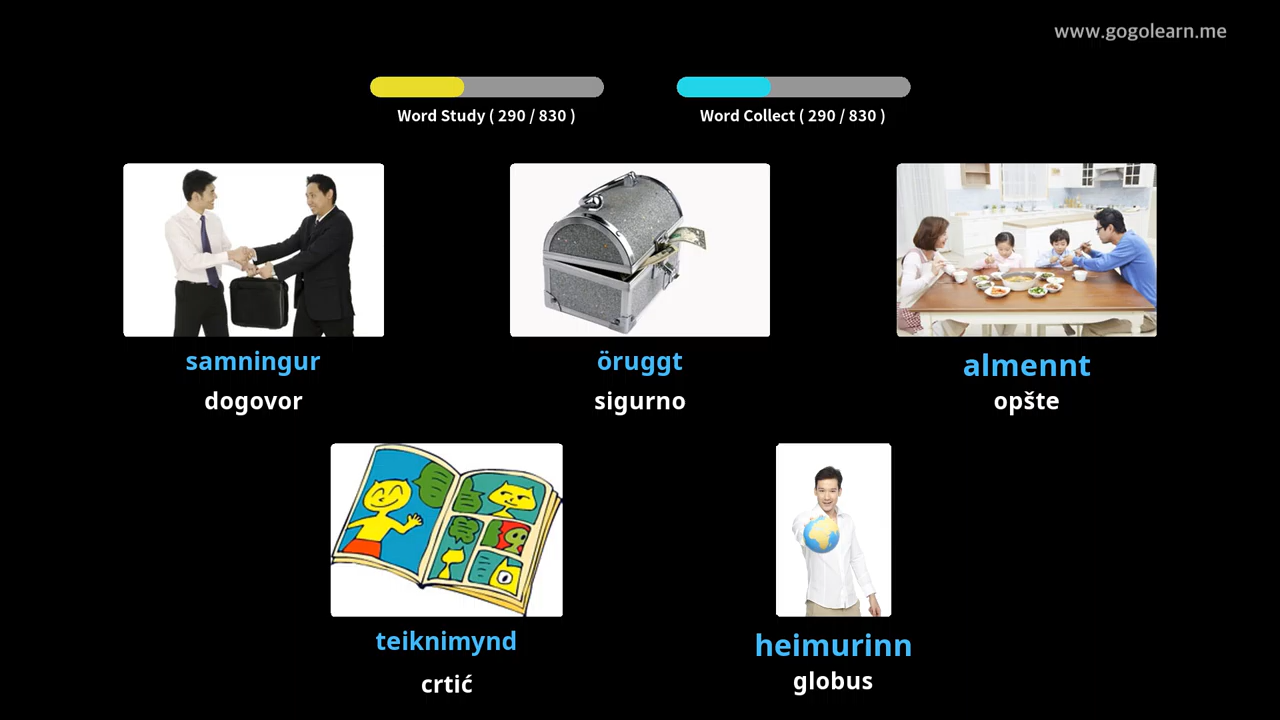 www.gogolearn.me
Word Study ( 290 / 830 )
Word Collect ( 290 / 830 )
samningur
dogovor
öruggt
sigurno
almennt
opšte
teiknimynd
crtić
heimurinn
globus